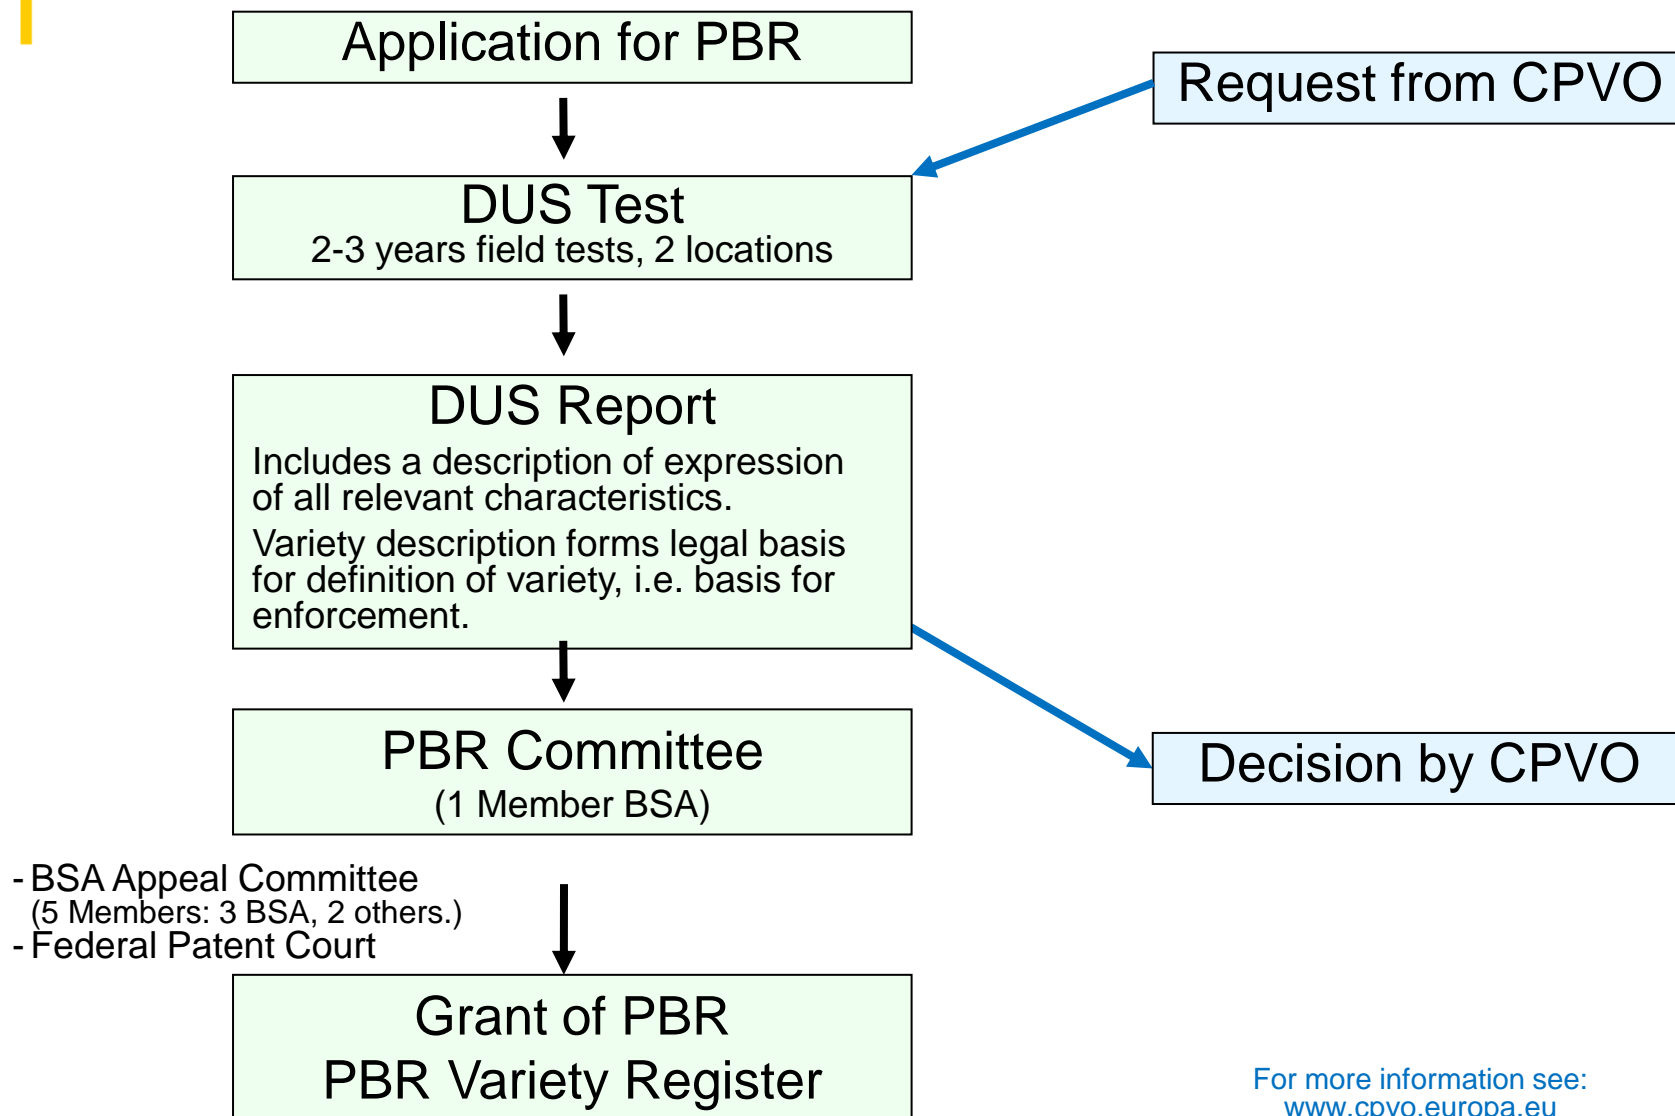 Application for PBR
Request from CPVO
DUS Test
2-3 years field tests, 2 locations
DUS Report
Includes a description of expression
of all relevant characteristics.
Variety description forms legal basis
for definition of variety, i.e. basis for
enforcement.
PBR Committee
(1 Member BSA)
Decision by CPVO
- BSA Appeal Committee
(5 Members: 3 BSA, 2 others.)
- Federal Patent Court
Grant of PBR
PBR Variety Register
For more information see:
www.cpvo.europa.eu